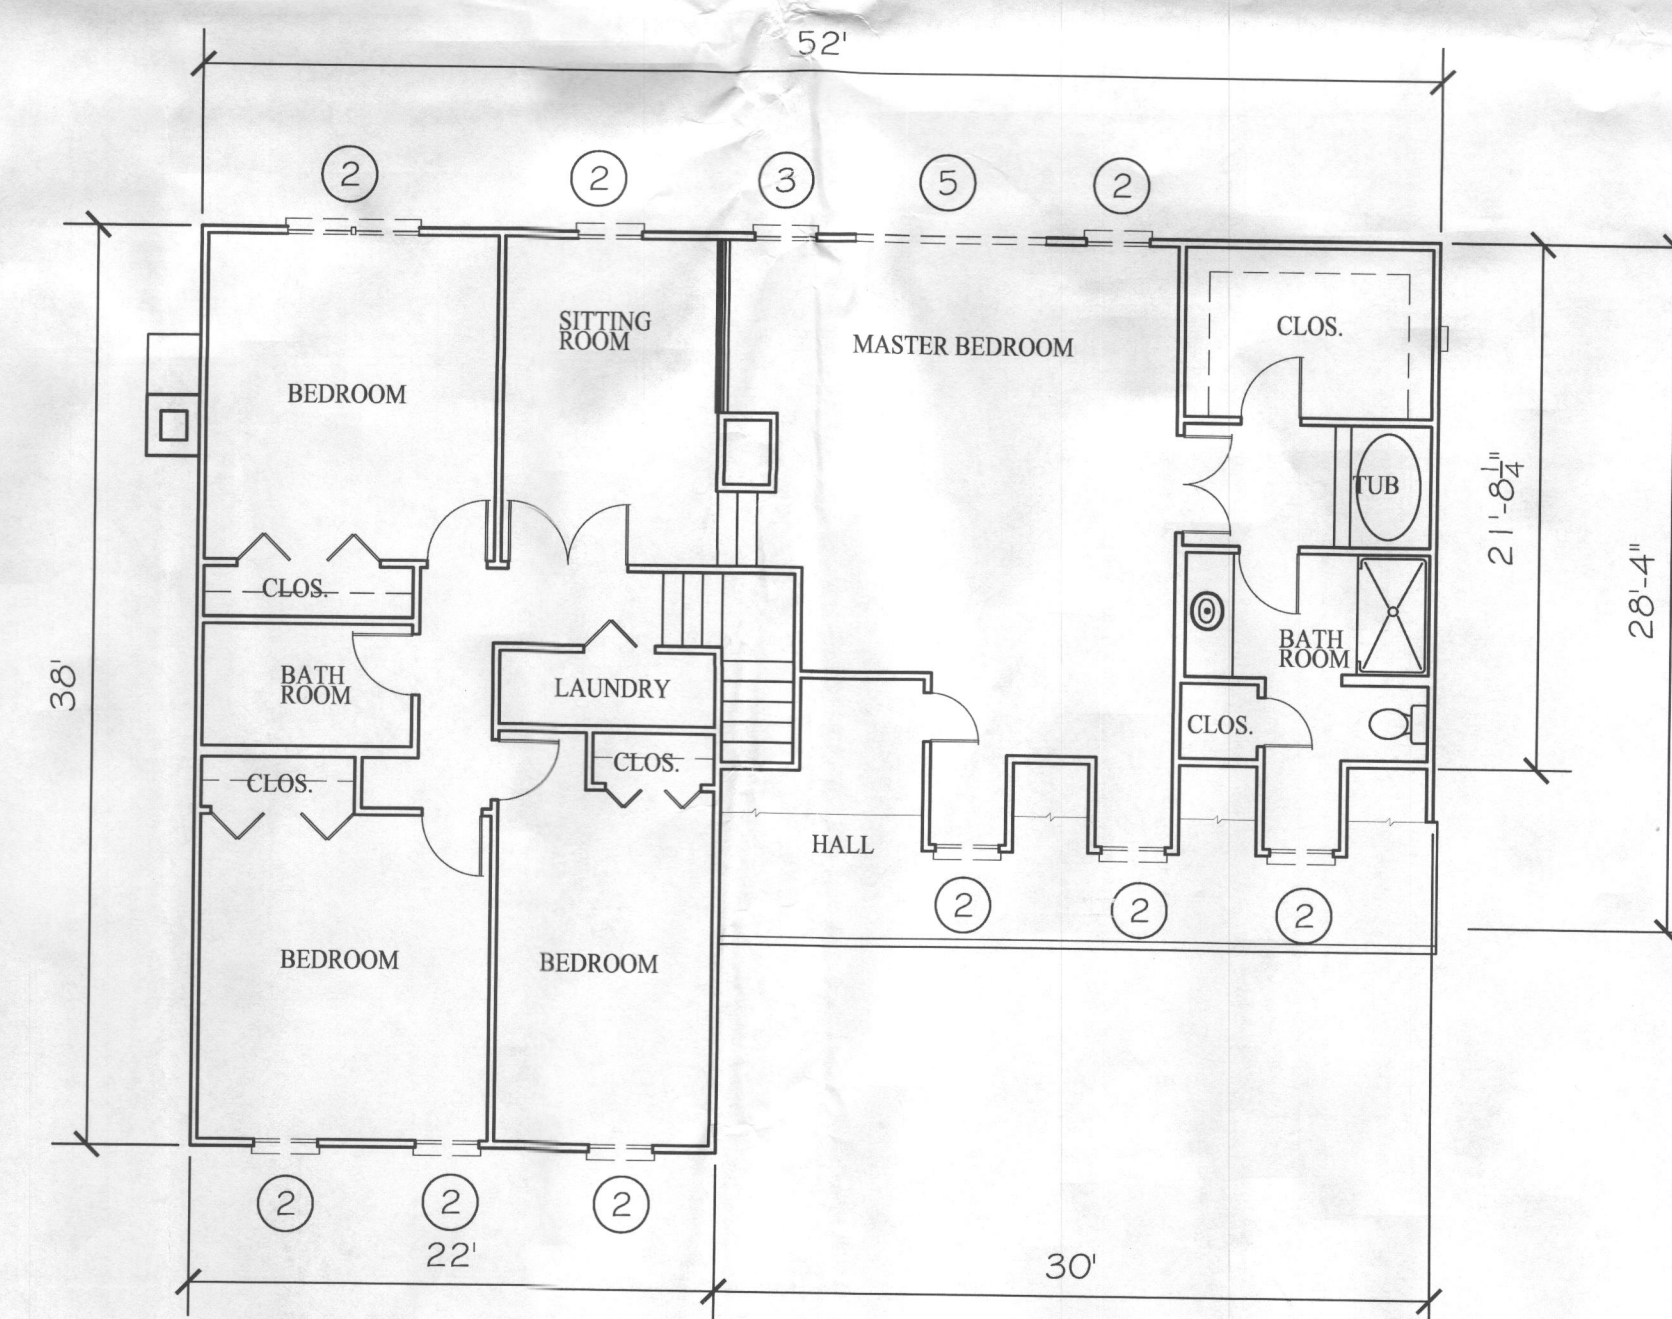 52'
2
2
3
5
2
SITTING
ROOM
CLOS.
MASTER BEDROOM
BEDROOM
TUB
21'-8 1/4"
28'-4"
CLOS.
BATH
ROOM
BATH
ROOM
LAUNDRY
38'
CLOS.
CLOS.
CLOS.
HALL
2
2
2
BEDROOM
BEDROOM
2
2
2
22'
30'